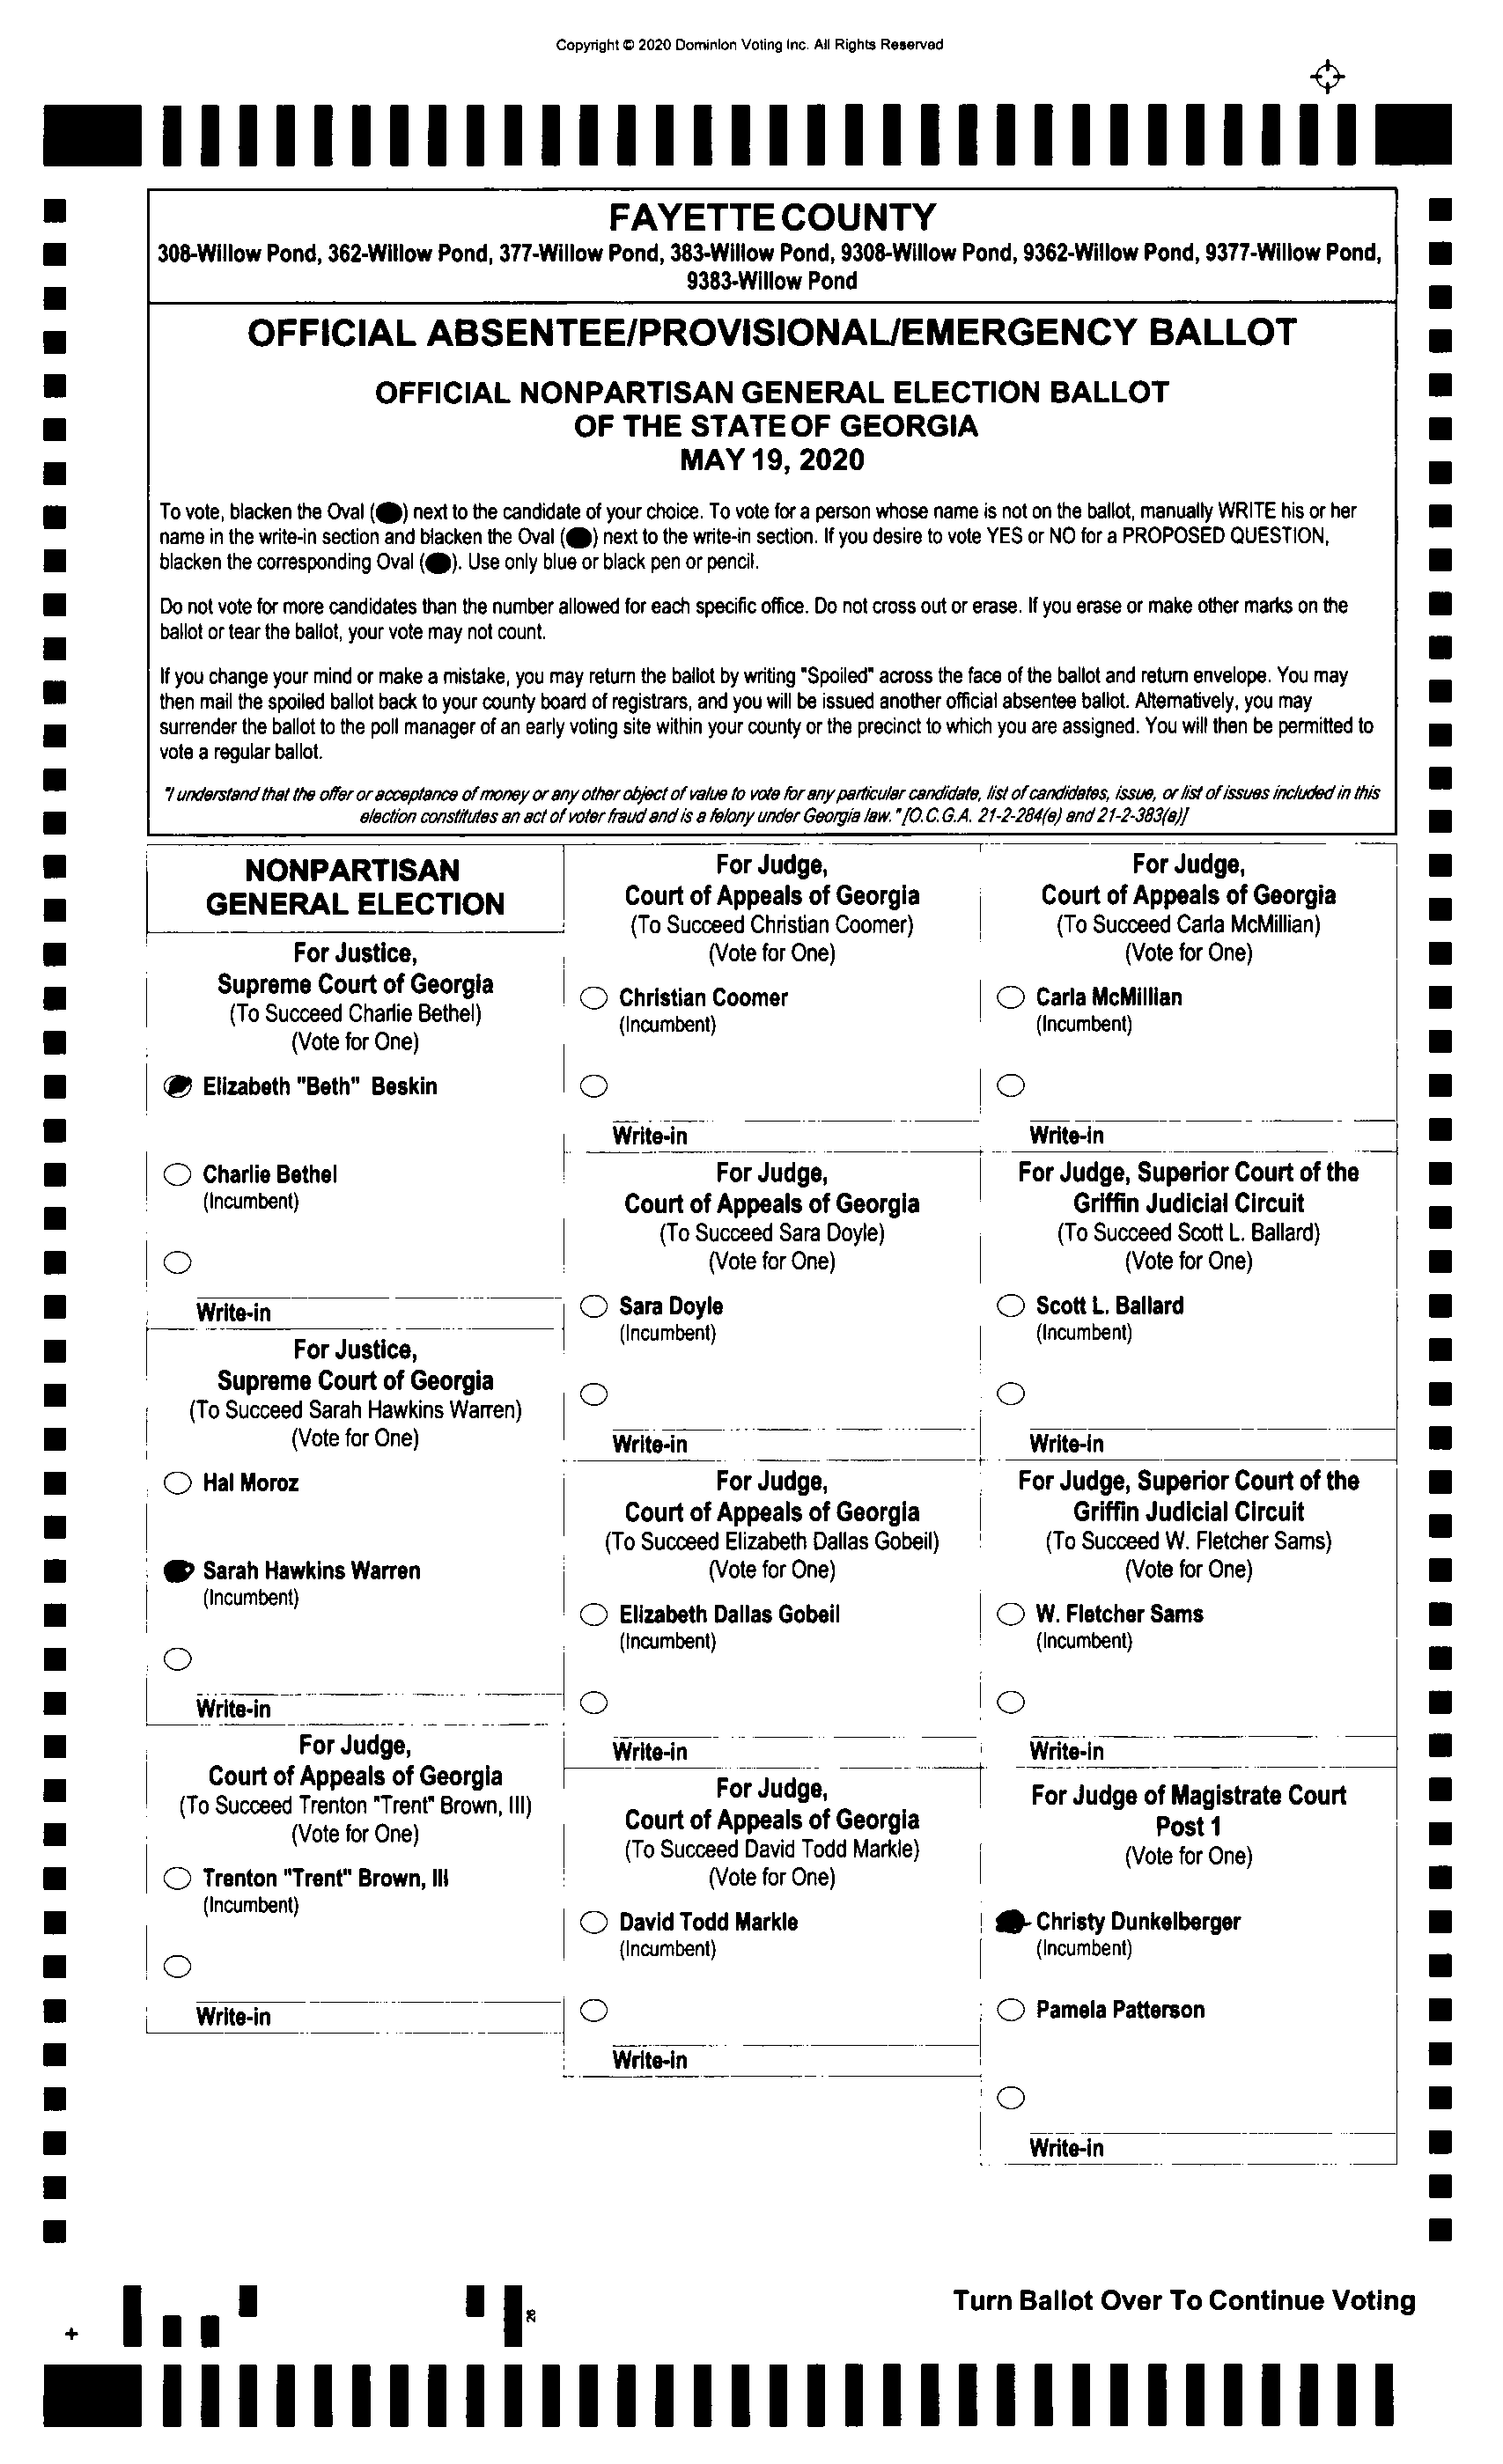 Copyright © 2020 Dominion Voting Inc. All Rights Reserved
FAYETTE COUNTY
308-Willow Pond, 362-Willow Pond, 377-Willow Pond, 383-Willow Pond, 9308-Willow Pond, 9362-Willow Pond, 9377-Willow Pond,
9383-Willow Pond
OFFICIAL ABSENTEE/PROVISIONAL/EMERGENCY BALLOT
OFFICIAL NONPARTISAN GENERAL ELECTION BALLOT
OF THE STATE OF GEORGIA
MAY 19, 2020
To vote, blacken the Oval () next to the candidate of your choice. To vote for a person whose name is not on the ballot, manually WRITE his or her
name in the write-in section and blacken the Oval () next to the write-in section. If you desire to vote YES or NO for a PROPOSED QUESTION,
blacken the corresponding Oval (). Use only blue or black pen or pencil.
Do not vote for more candidates than the number allowed for each specific office. Do not cross out or erase. If you erase or make other marks on the
ballot or tear the ballot, your vote may not count.
If you change your mind or make a mistake, you may return the ballot by writing "Spoiled" across the face of the ballot and return envelope. You may
then mail the spoiled ballot back to your county board of registrars, and you will be issued another official absentee ballot. Alternatively, you may
surrender the ballot to the poll manager of an early voting site within your county or the precinct to which you are assigned. You will then be permitted to
vote a regular ballot.
"I understand that the offer or acceptance of money or any other object of value to vote for any particular candidate, list of candidates, issue, or list of issues included in this
election constitutes an act of voter fraud and is a felony under Georgia law." [O.C.G.A. 21-2-284(e) and 21-2-383(a)]
NONPARTISAN
GENERAL ELECTION
For Justice,
Supreme Court of Georgia
(To Succeed Charlie Bethel)
(Vote for One)
Elizabeth "Beth" Beskin
Charlie Bethel
(Incumbent)
Write-in
For Justice,
Supreme Court of Georgia
(To Succeed Sarah Hawkins Warren)
(Vote for One)
Hal Moroz
Sarah Hawkins Warren
(Incumbent)
Write-in
For Judge,
Court of Appeals of Georgia
(To Succeed Trenton "Trent" Brown, III)
(Vote for One)
Trenton "Trent" Brown, III
(Incumbent)
Write-in
For Judge,
Court of Appeals of Georgia
(To Succeed Christian Coomer)
(Vote for One)
Christian Coomer
(Incumbent)
Write-in
For Judge,
Court of Appeals of Georgia
(To Succeed Sara Doyle)
(Vote for One)
Sara Doyle
(Incumbent)
Write-in
For Judge,
Court of Appeals of Georgia
(To Succeed Elizabeth Dallas Gobeil)
(Vote for One)
Elizabeth Dallas Gobeil
(Incumbent)
Write-in
For Judge,
Court of Appeals of Georgia
(To Succeed David Todd Markle)
(Vote for One)
David Todd Markle
(Incumbent)
Write-in
For Judge,
Court of Appeals of Georgia
(To Succeed Carla McMillian)
(Vote for One)
Carla McMillian
(Incumbent)
Write-in
For Judge, Superior Court of the
Griffin Judicial Circuit
(To Succeed Scott L. Ballard)
(Vote for One)
Scott L. Ballard
(Incumbent)
Write-in
For Judge, Superior Court of the
Griffin Judicial Circuit
(To Succeed W. Fletcher Sams)
(Vote for One)
W. Fletcher Sams
(Incumbent)
Write-in
For Judge of Magistrate Court
Post 1
(Vote for One)
Christy Dunkelberger
(Incumbent)
Pamela Patterson
Write-in
26
Turn Ballot Over To Continue Voting